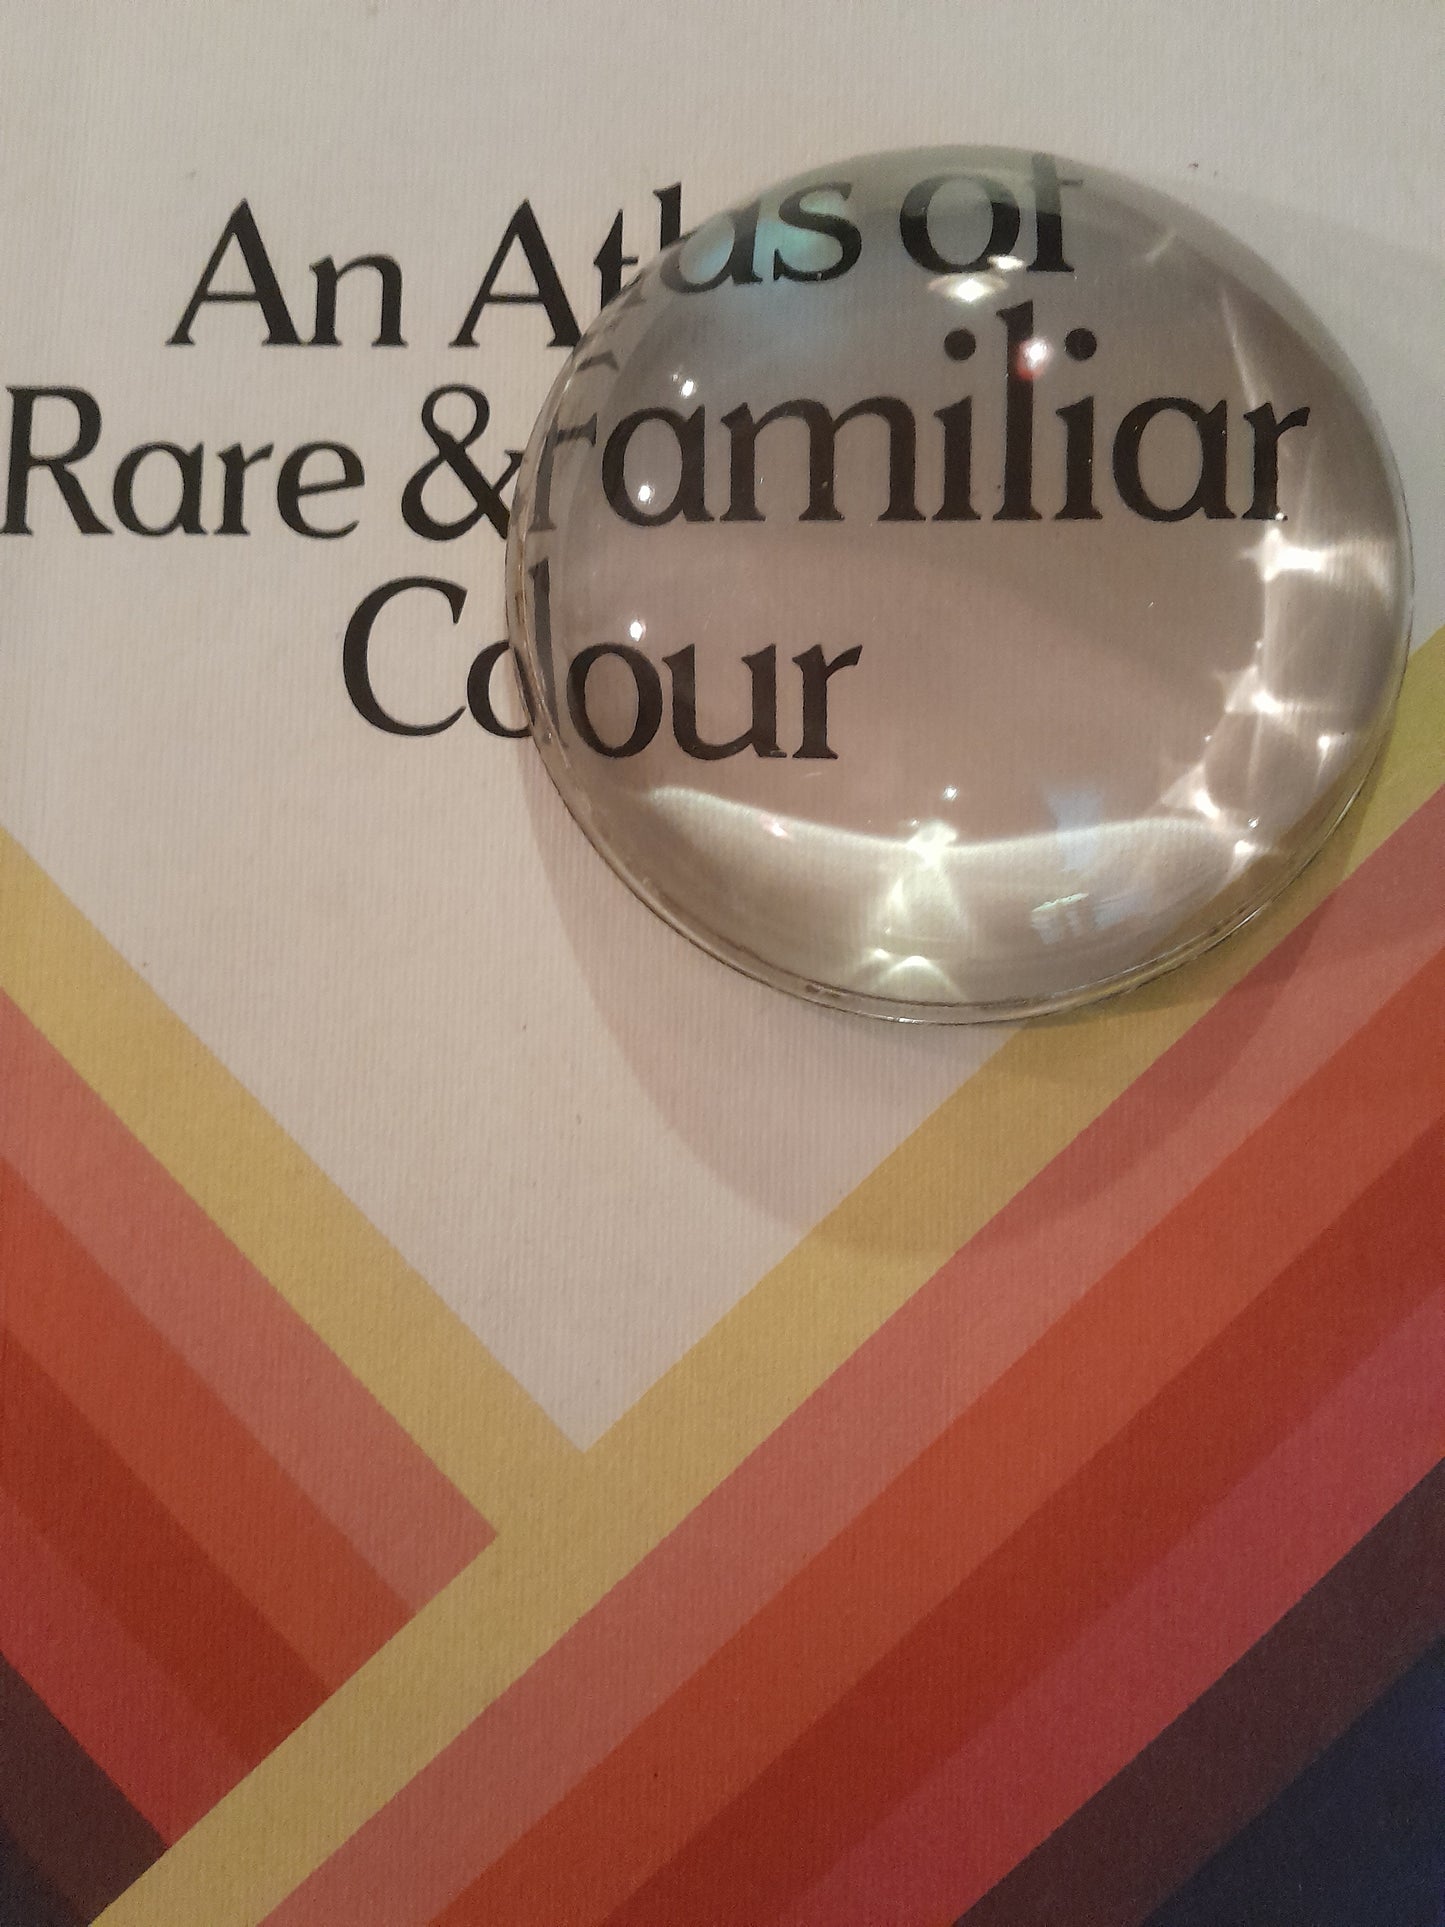 An Atlas of
Rare & Familiar
Colour